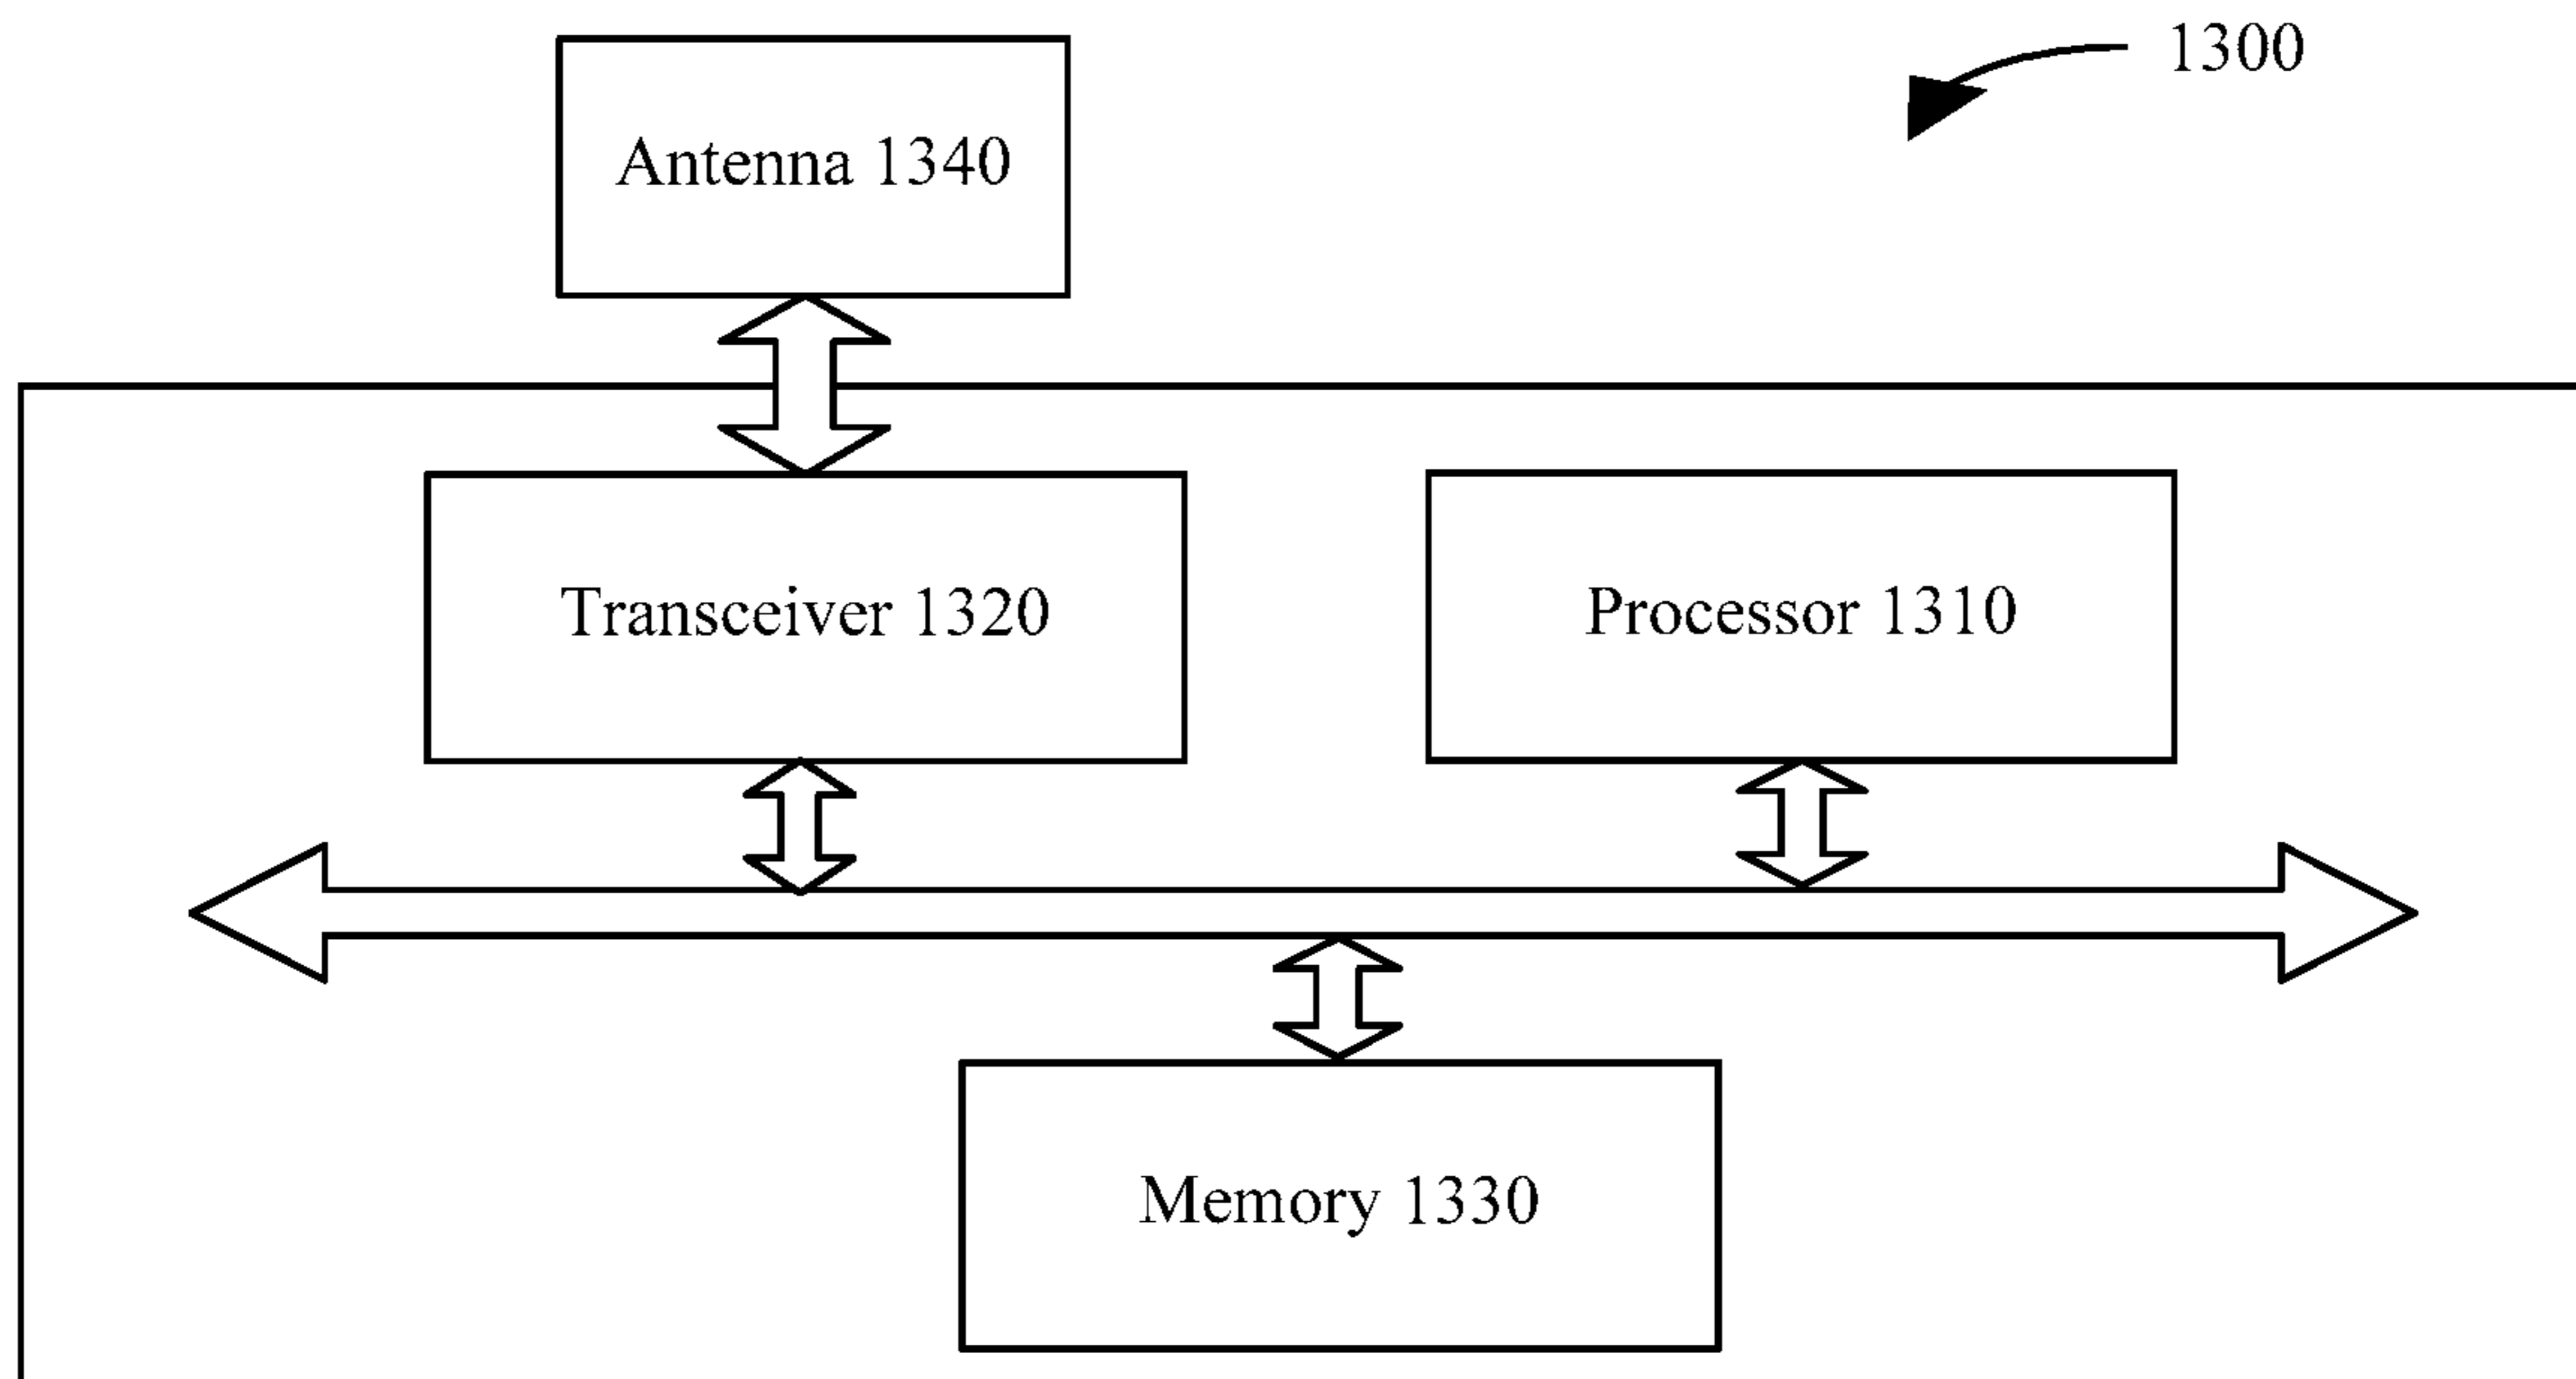 1300
Antenna 1340
Transceiver 1320
Processor 1310
Memory 1330